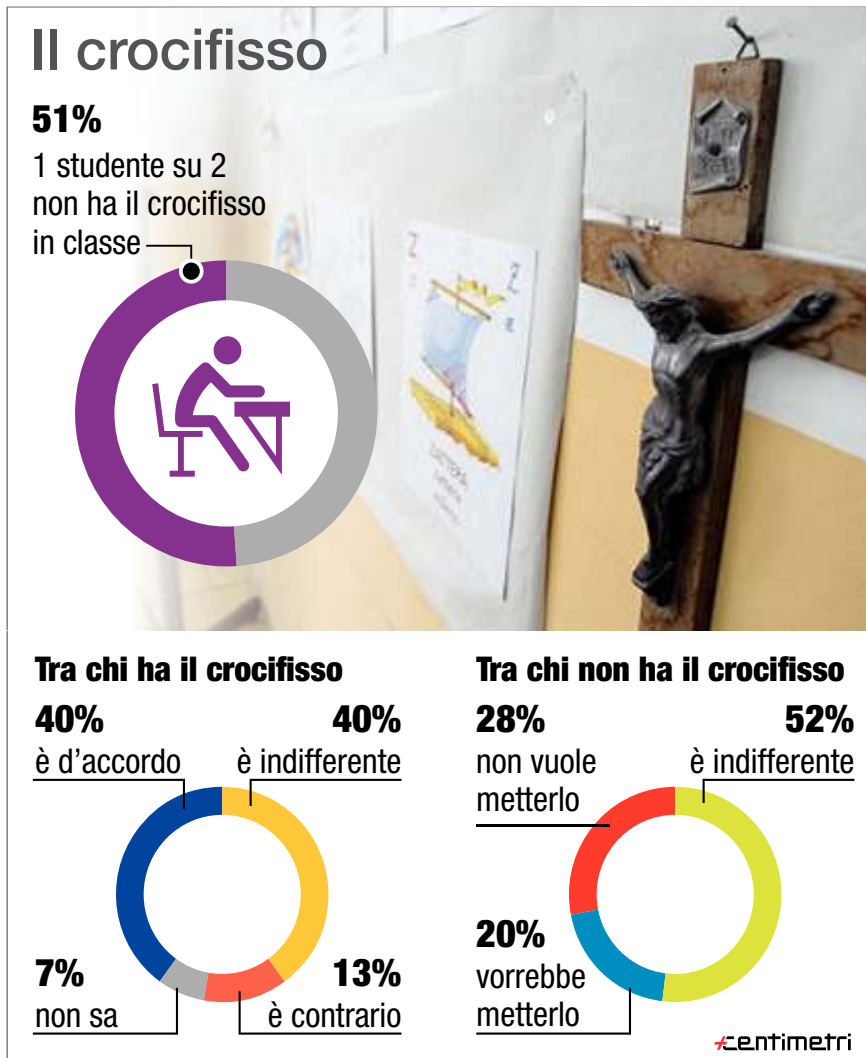 Il crocifisso
51%
1 studente su 2
non ha il crocifisso
in classe
Z
Z
Tra chi ha il crocifisso
40%
è d'accordo
40%
è indifferente
7%
non sa
13%
è contrario
Tra chi non ha il crocifisso
28%
non vuole
metterlo
52%
è indifferente
20%
vorrebbe
metterlo
centimetri